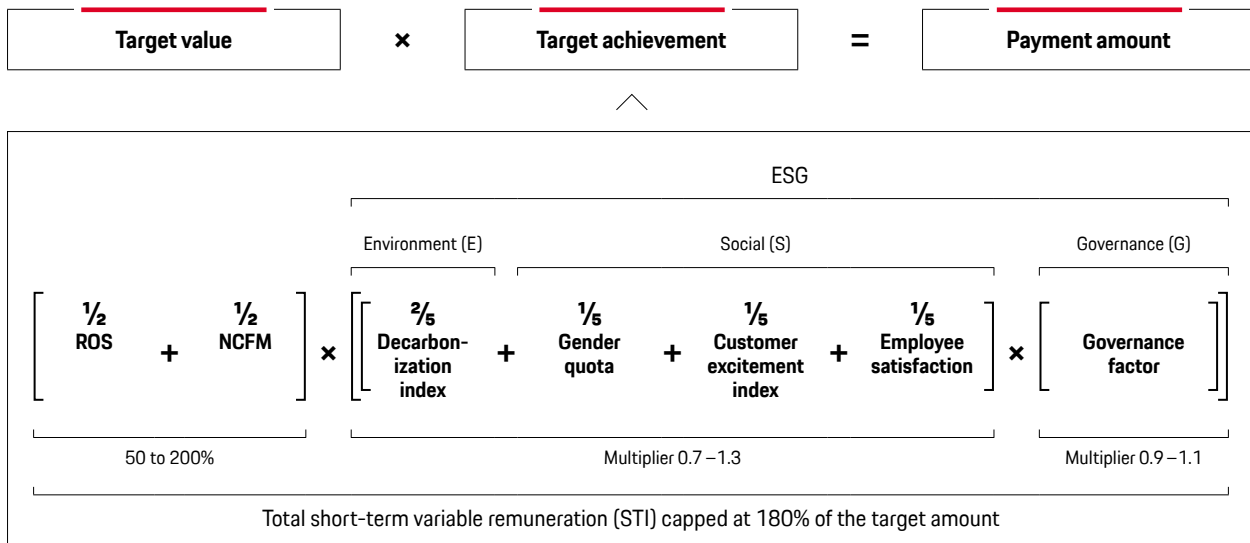 Target value × Target achievement = Payment amount
ESG
Environment (E) Social (S) Governance (G)
½ ½ ⅖ ⅕ ⅕ ⅕
ROS + NCFM × Decarbon- + Gender + Customer + Employee × Governance
ization quota excitement satisfaction factor
index index
50 to 200% Multiplier 0.7 – 1.3 Multiplier 0.9 – 1.1
Total short-term variable remuneration (STI) capped at 180% of the target amount